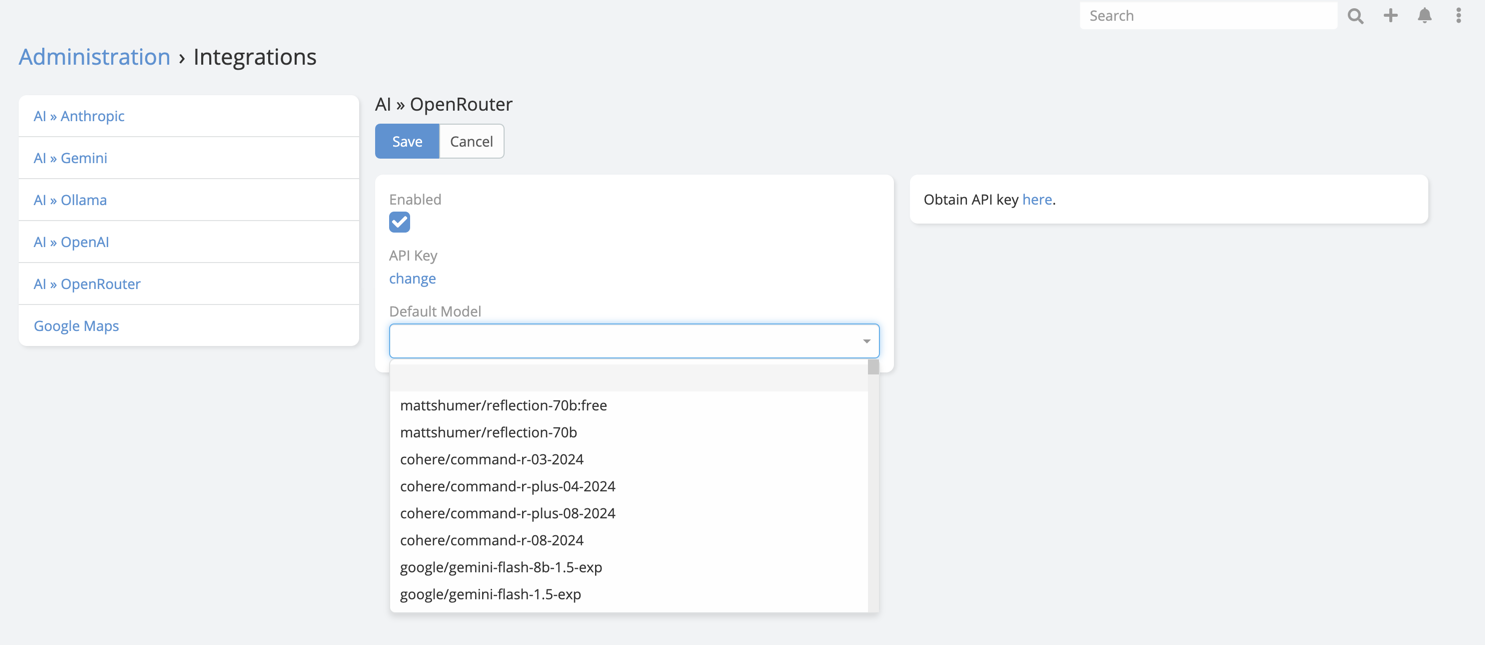 Search
Administration › Integrations
AI » Anthropic
AI » Gemini
AI » Ollama
AI » OpenAI
AI » OpenRouter
Google Maps
AI » OpenRouter
Save Cancel
Enabled
API Key
change
Default Model
mattshumer/reflection-70b:free
mattshumer/reflection-70b
cohere/command-r-03-2024
cohere/command-r-plus-04-2024
cohere/command-r-plus-08-2024
cohere/command-r-08-2024
google/gemini-flash-8b-1.5-exp
google/gemini-flash-1.5-exp
Obtain API key here.